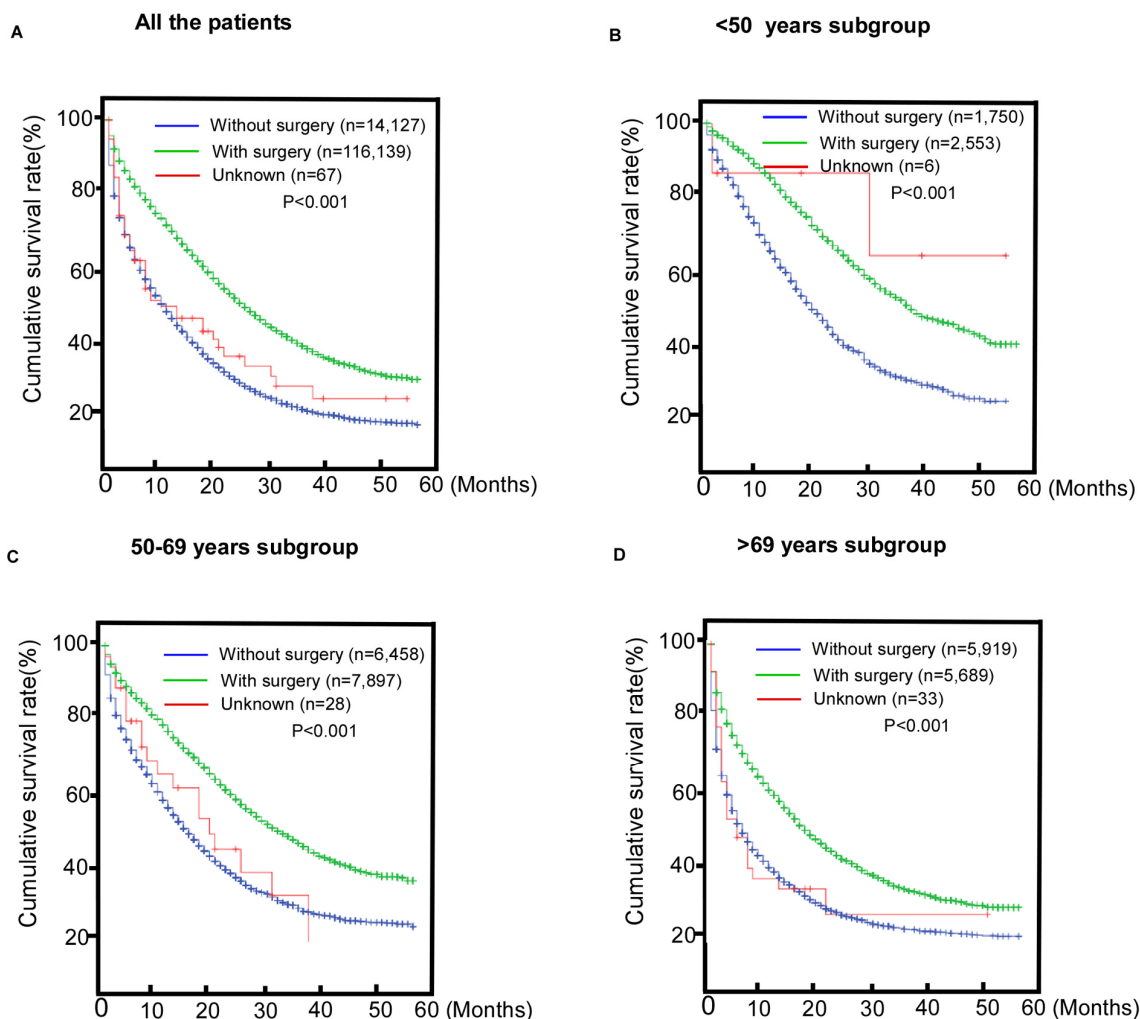 A
All the patients
Cumulative survival rate(%)
100
80
60
40
20
Without surgery (n=14,127)
With surgery (n=116,139)
Unknown (n=67)
P<0.001
0 10 20 30 40 50 60 (Months)
B
<50 years subgroup
Cumulative survival rate(%)
100
80
60
40
20
Without surgery (n=1,750)
With surgery (n=2,553)
Unknown (n=6)
P<0.001
0 10 20 30 40 50 60 (Months)
C
50-69 years subgroup
Cumulative survival rate(%)
100
80
60
40
20
Without surgery (n=6,458)
With surgery (n=7,897)
Unknown (n=28)
P<0.001
0 10 20 30 40 50 60 (Months)
D
>69 years subgroup
Cumulative survival rate(%)
100
80
60
40
20
Without surgery (n=5,919)
With surgery (n=5,689)
Unknown (n=33)
P<0.001
0 10 20 30 40 50 60 (Months)